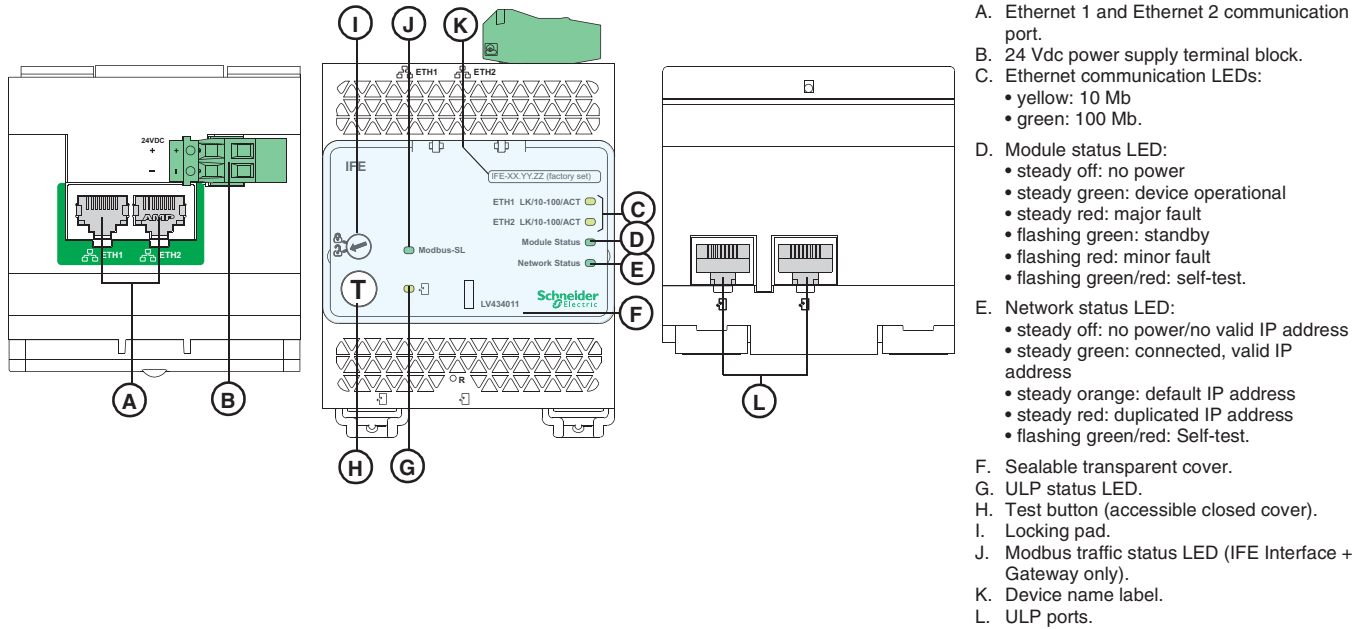 I
J
K
ETH1
ETH2
24VDC
+
+
-
-
AMP
ETH1
ETH2
A
B
IFE
IFE-XX.YY.ZZ (factory set)
ETH1 LK/10-100/ACT
ETH2 LK/10-100/ACT
Module Status
Network Status
Modbus-SL
T
LV434011
Schneider
Electric
R
C
D
E
F
H
G
L
A. Ethernet 1 and Ethernet 2 communication
port.
B. 24 Vdc power supply terminal block.
C. Ethernet communication LEDs:
• yellow: 10 Mb
• green: 100 Mb.
D. Module status LED:
• steady off: no power
• steady green: device operational
• steady red: major fault
• flashing green: standby
• flashing red: minor fault
• flashing green/red: self-test.
E. Network status LED:
• steady off: no power/no valid IP address
• steady green: connected, valid IP
address
• steady orange: default IP address
• steady red: duplicated IP address
• flashing green/red: Self-test.
F. Sealable transparent cover.
G. ULP status LED.
H. Test button (accessible closed cover).
I. Locking pad.
J. Modbus traffic status LED (IFE Interface +
Gateway only).
K. Device name label.
L. ULP ports.